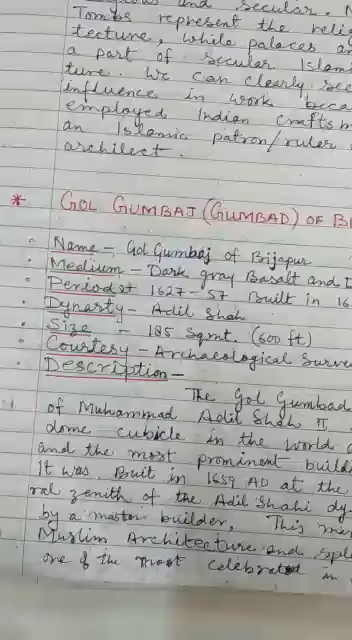 and secular.
Tombs represent the reli
tecture, while palaces a
a part of secular Islam
ture. We can clearly see
influence in work beca
employed Indian crafts m
an Islamic patron/ruler
architect.
* GOL GUMBAJ (GUMBAD) OF BI
Name - Gol Gumbaj of Bijapur
Medium - Dark gray Basalt and D
Period 1627-57 Built in 16
Dynasty - Adil Shah
Size - 185 Sqmt. (600 ft)
Courtesy - Archaeological Surve
Description -
The Gol Gumbad
of Muhammad Adil Shah II
dome cubicle in the world
and the most prominent build
It was Buit in 1659 AD at the
ral zenith of the Adil Shahi dy
by a master builder, This ma
Muslim Architecture and sple
one of the most celebrated in